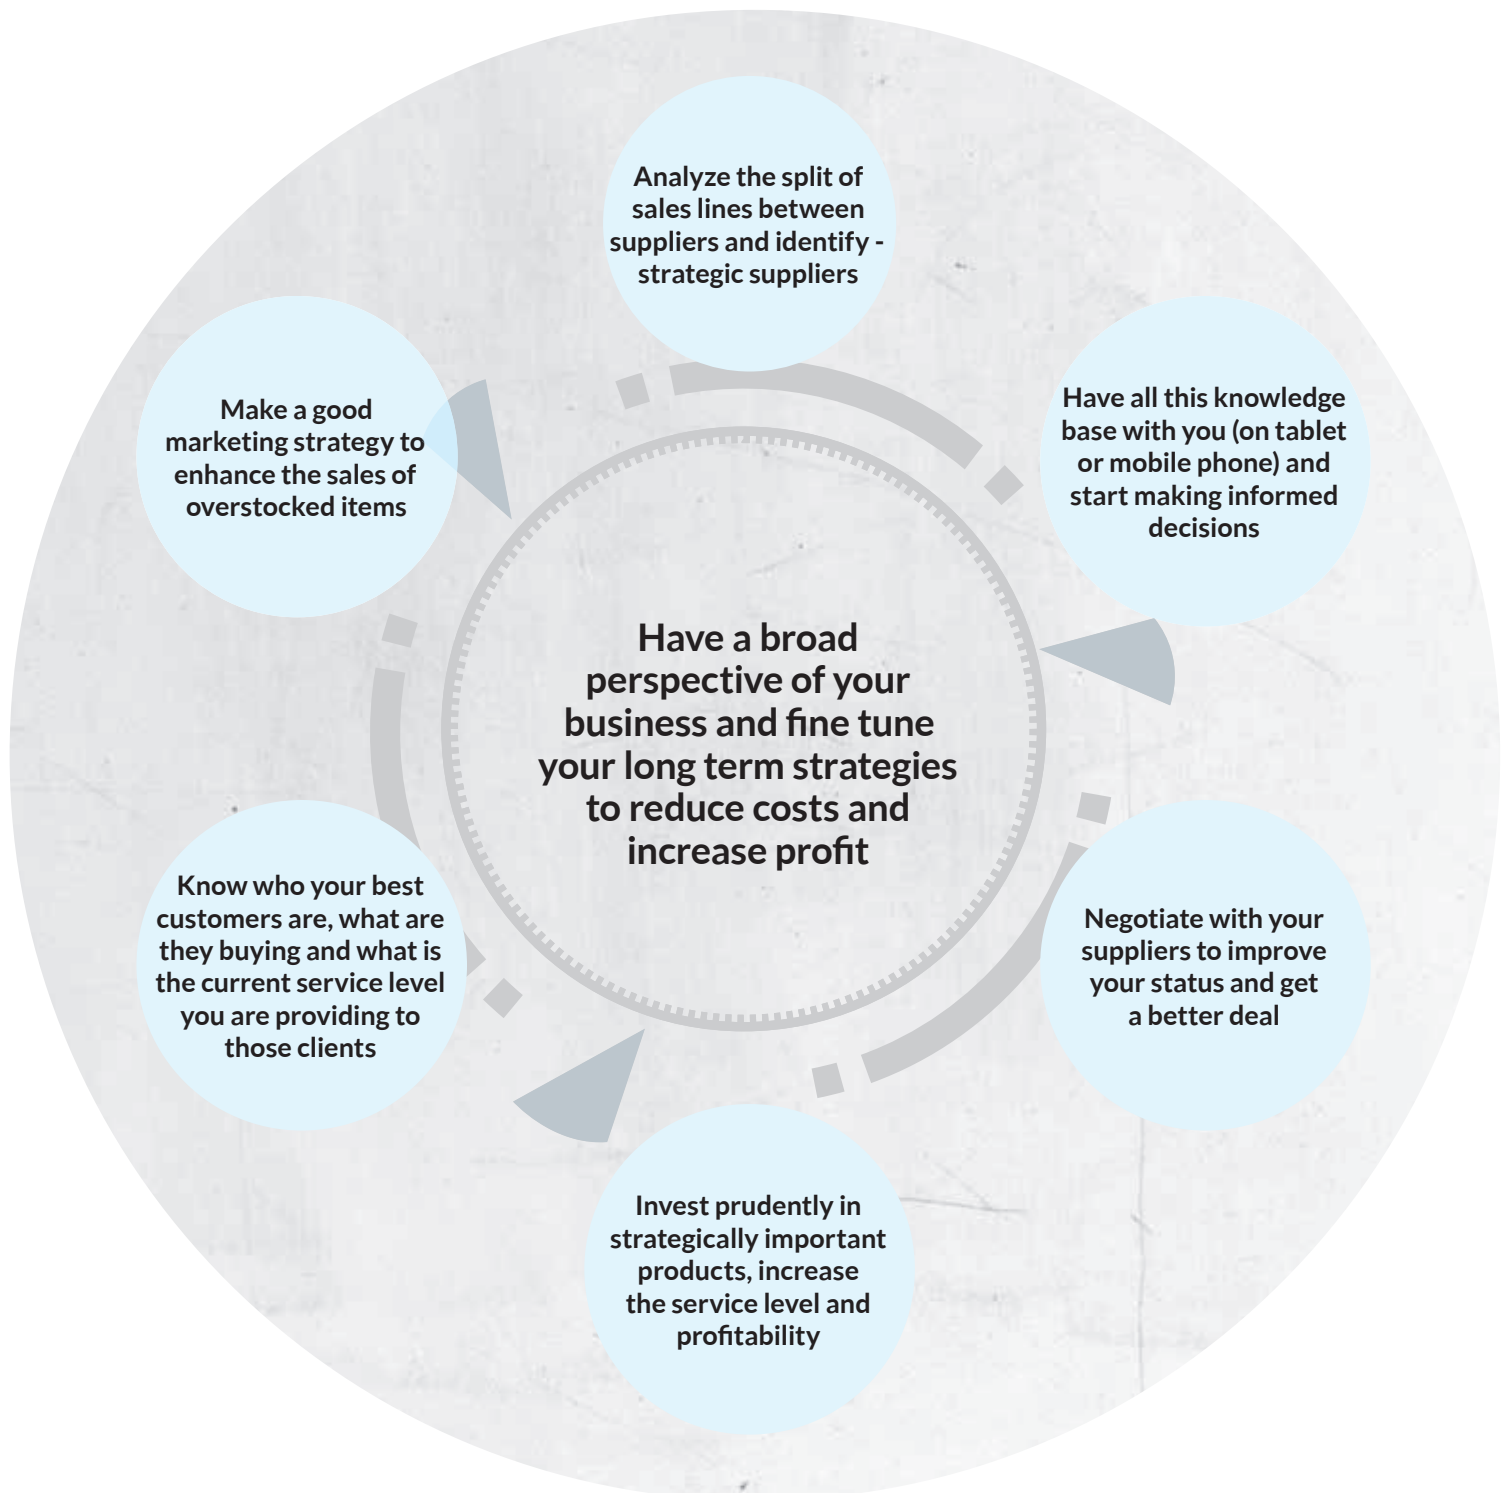 Analyze the split of
sales lines between
suppliers and identify -
strategic suppliers
Have all this knowledge
base with you (on tablet
or mobile phone) and
start making informed
decisions
Make a good
marketing strategy to
enhance the sales of
overstocked items
Have a broad
perspective of your
business and fine tune
your long term strategies
to reduce costs and
increase profit
Know who your best
customers are, what are
they buying and what is
the current service level
you are providing to
those clients
Negotiate with your
suppliers to improve
your status and get
a better deal
Invest prudently in
strategically important
products, increase
the service level and
profitability